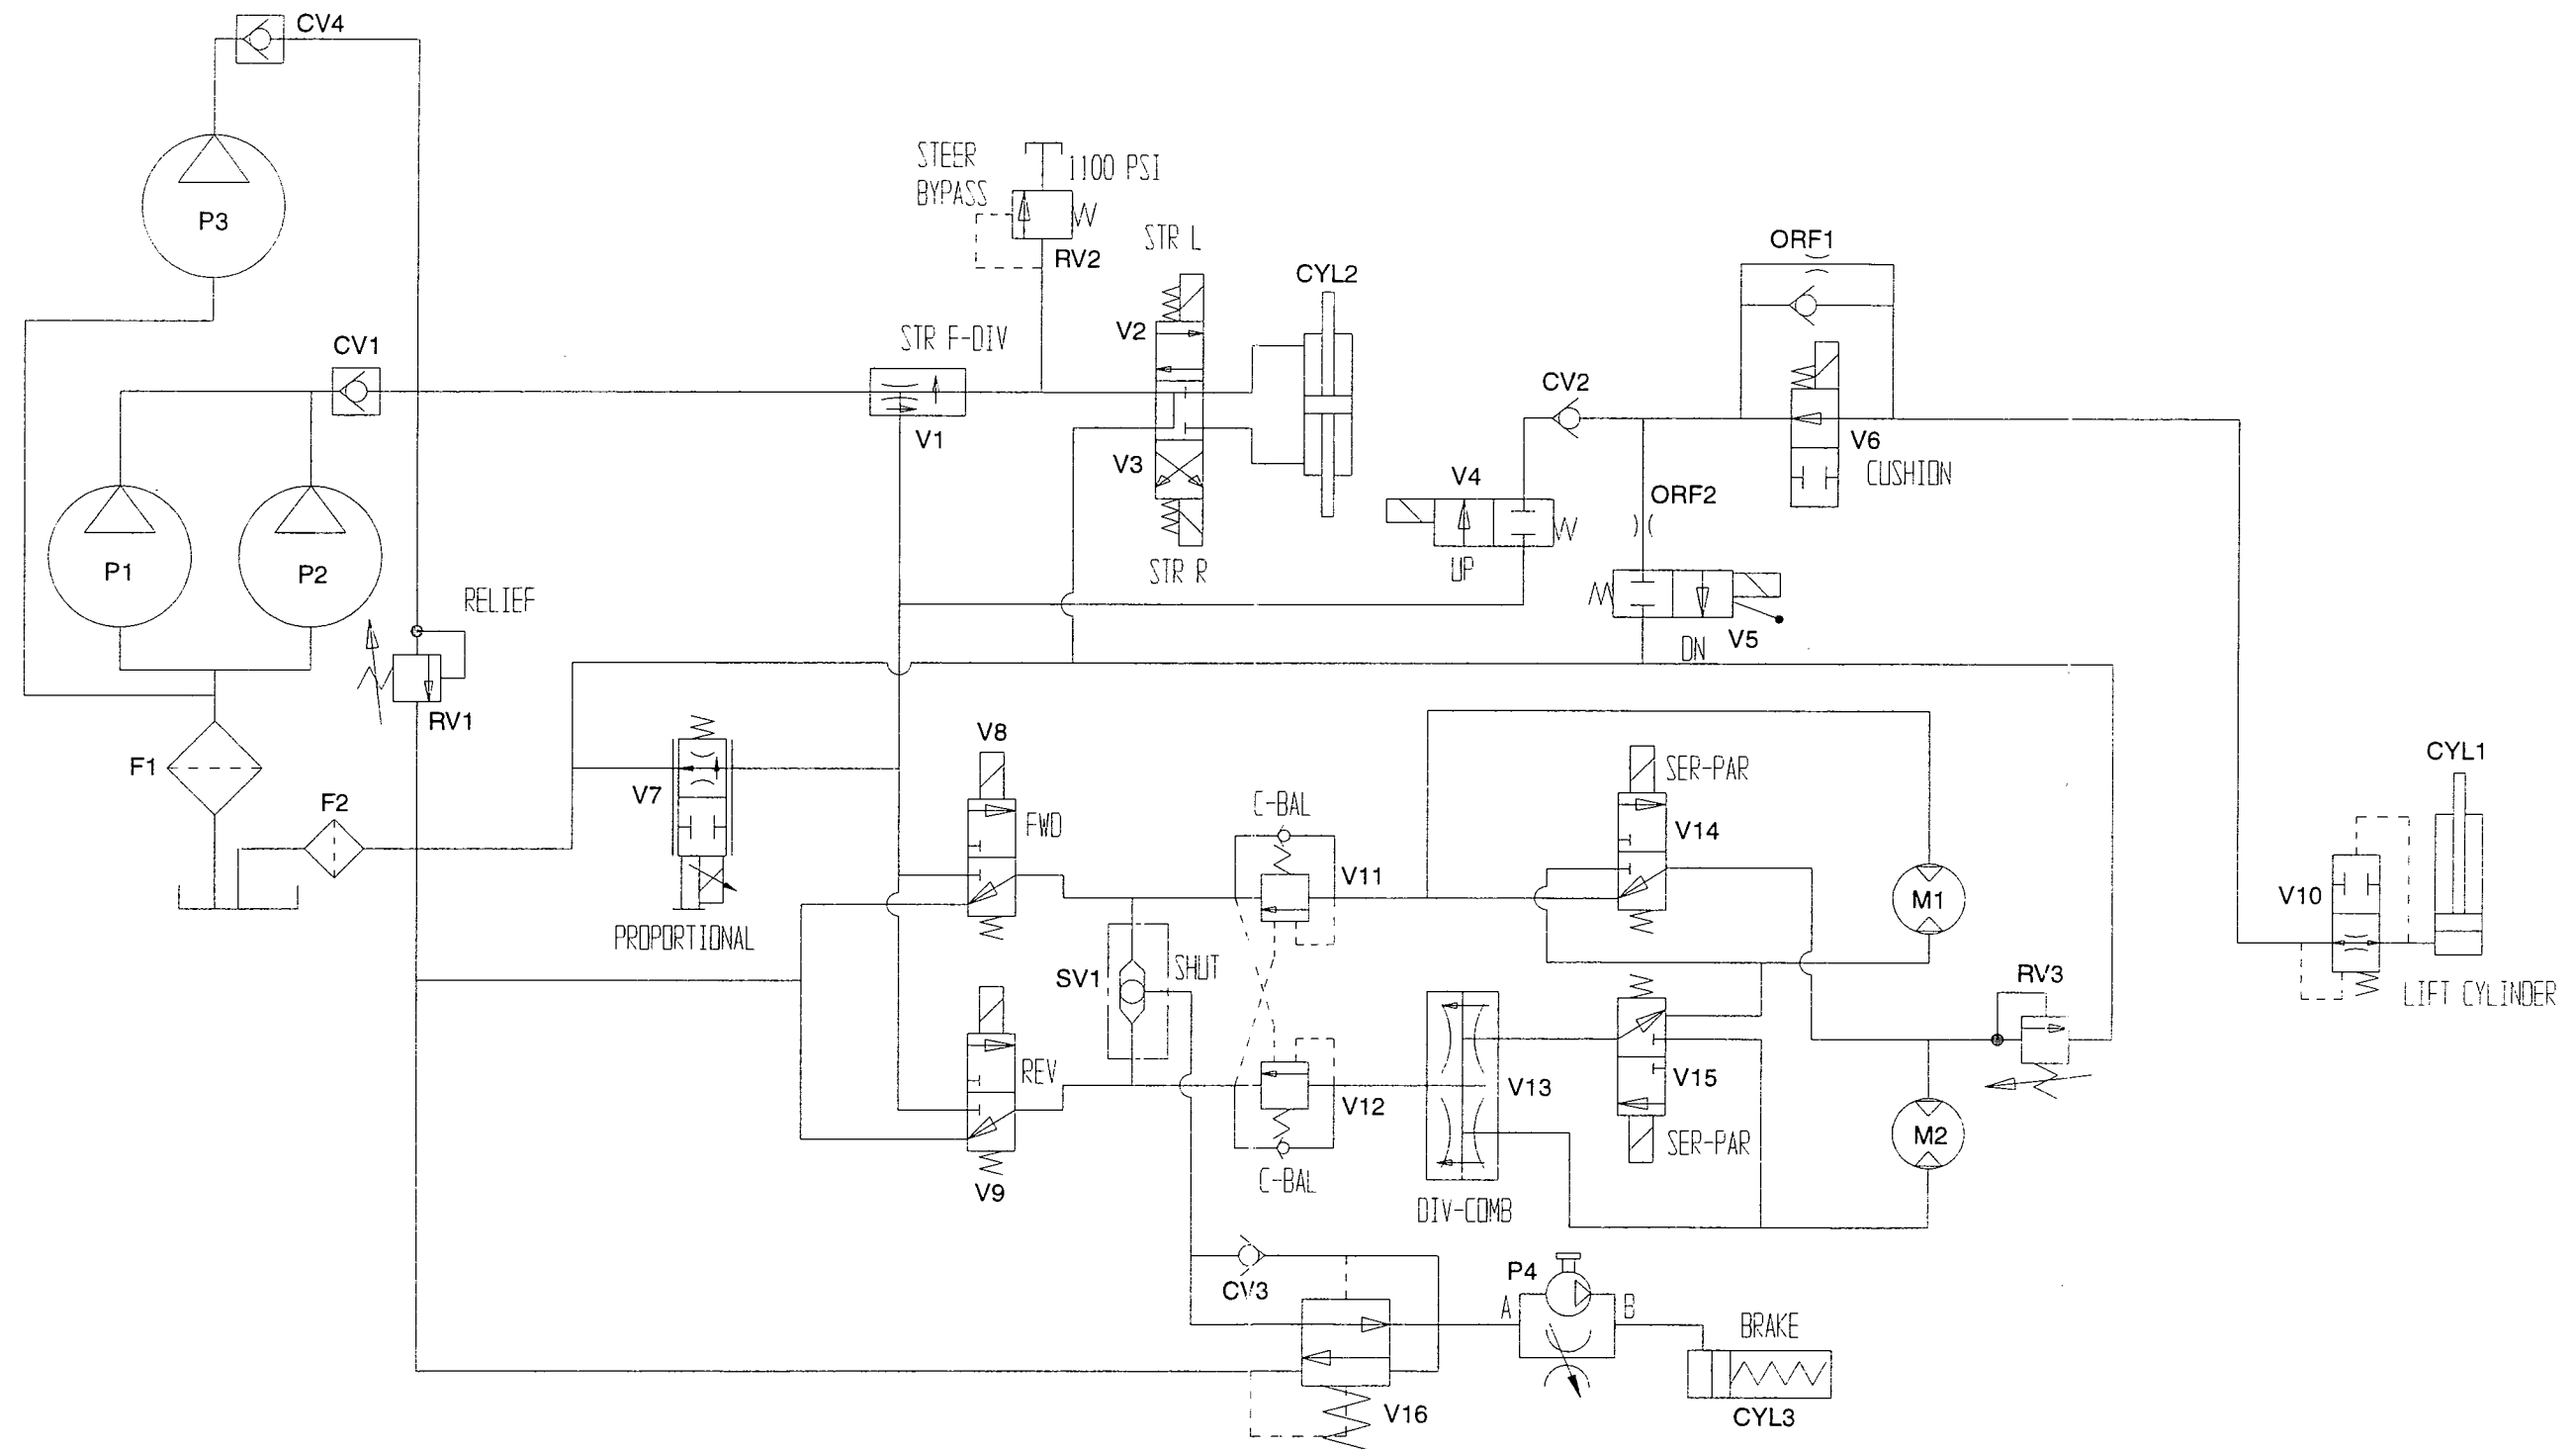 CV4
P3
STEER
BYPASS
1100 PSI
RV2
STR L
CYL2
ORF1
CV1
STR F-DIV
V2
V1
V3
CV2
V6
CUSHION
V4
ORF2
P1
P2
RELIEF
STR R
UP
V5
DN
RV1
V8
F1
V7
F2
FWD
PROPORTIONAL
C-BAL
V11
SER-PAR
V14
M1
CYL1
V10
LIFT CYLINDER
SV1
SHUT
RV3
REV
V9
V12
C-BAL
V13
DIV-COMB
V15
SER-PAR
M2
CV3
P4
A
B
BRAKE
CYL3
V16